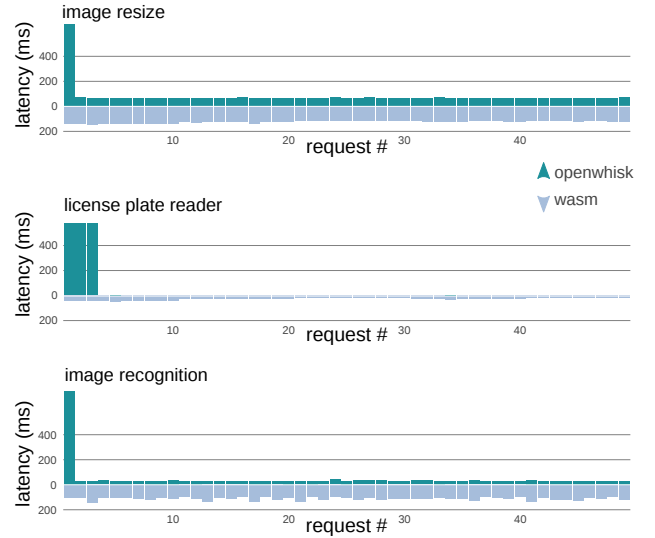 image resize
latency (ms)
400
200
0
200
10
20
30
40
request #
openwhisk
wasm
license plate reader
latency (ms)
400
200
0
200
10
20
30
40
request #
image recognition
latency (ms)
400
200
0
200
10
20
30
40
request #